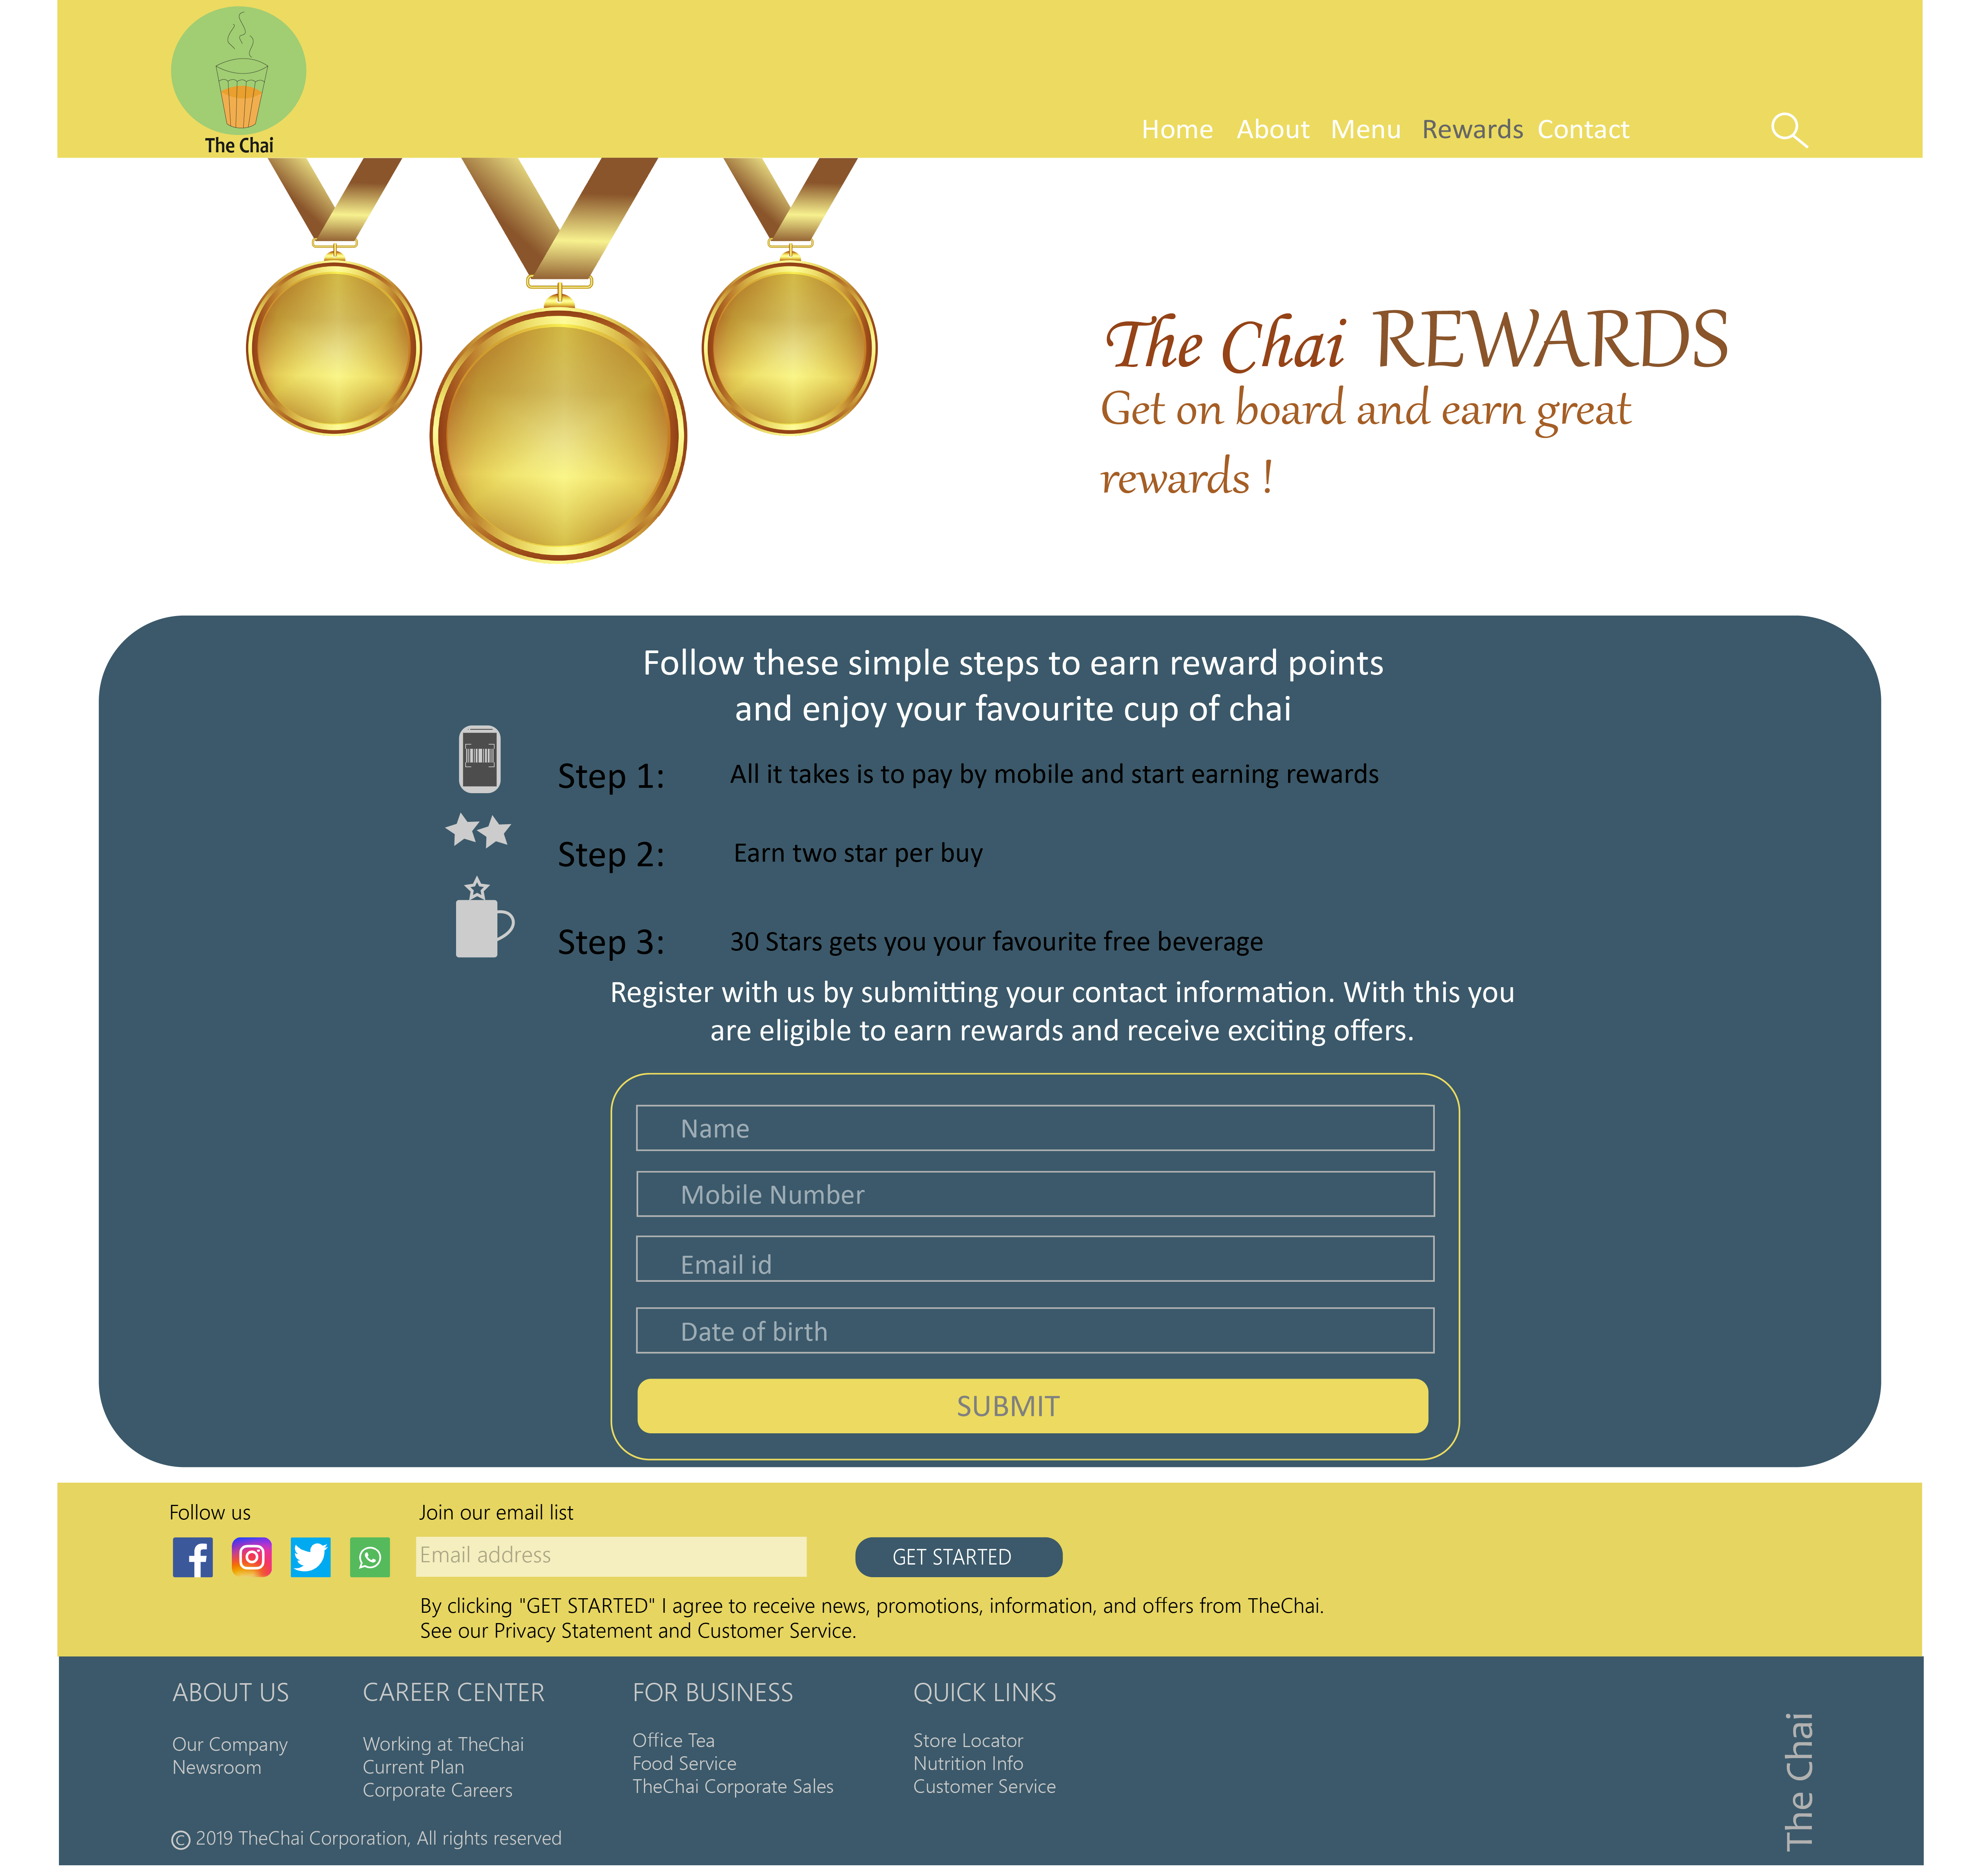 The Chai
Home About Menu Rewards Contact
The Chai REWARDS
Get on board and earn great
rewards !
Follow these simple steps to earn reward points
and enjoy your favourite cup of chai
Step 1: All it takes is to pay by mobile and start earning rewards
Step 2: Earn two star per buy
Step 3: 30 Stars gets you your favourite free beverage
Register with us by submitting your contact information. With this you
are eligible to earn rewards and receive exciting offers.
Name
Mobile Number
Email id
Date of birth
SUBMIT
Follow us
Join our email list
Email address
GET STARTED
By clicking "GET STARTED" I agree to receive news, promotions, information, and offers from TheChai.
See our Privacy Statement and Customer Service.
ABOUT US
Our Company
Newsroom
CAREER CENTER
Working at TheChai
Current Plan
Corporate Careers
FOR BUSINESS
Office Tea
Food Service
TheChai Corporate Sales
QUICK LINKS
Store Locator
Nutrition Info
Customer Service
The Chai
© 2019 TheChai Corporation, All rights reserved